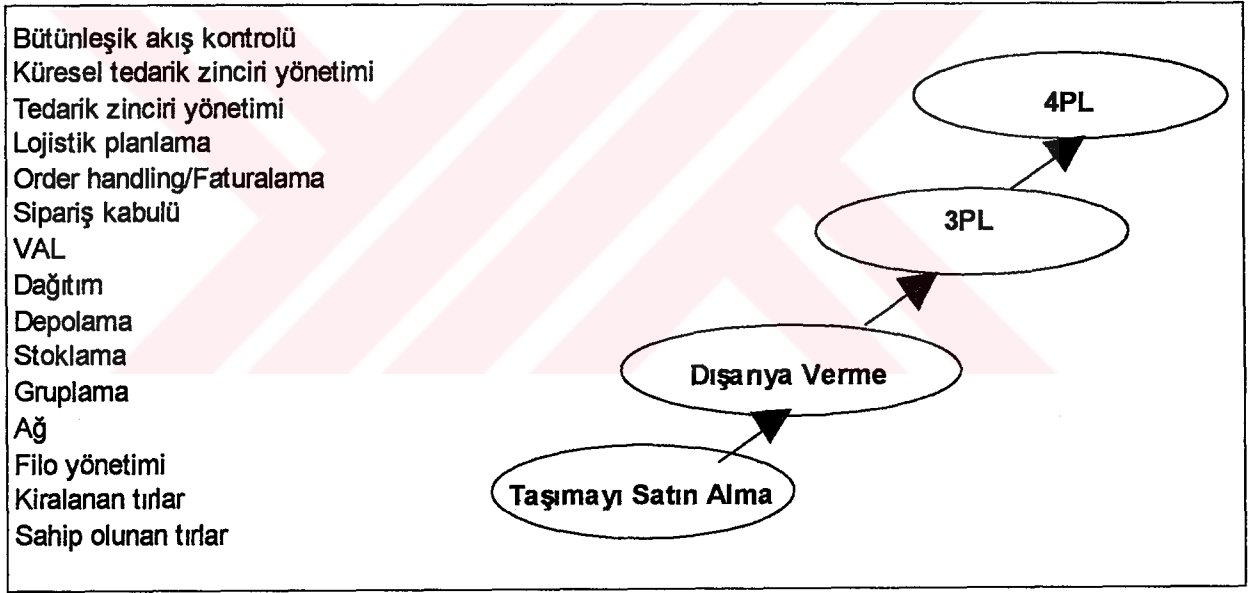 Bütünleşik akış kontrolü
Küresel tedarik zinciri yönetimi
Tedarik zinciri yönetimi
Lojistik planlama
Order handling/Faturalama
Sipariş kabulü
VAL
Dağıtım
Depolama
Stoklama
Gruplama
Ağ
Filo yönetimi
Kiralanan tırlar
Sahip olunan tırlar
4PL
3PL
Dışarıya Verme
Taşımayı Satın Alma